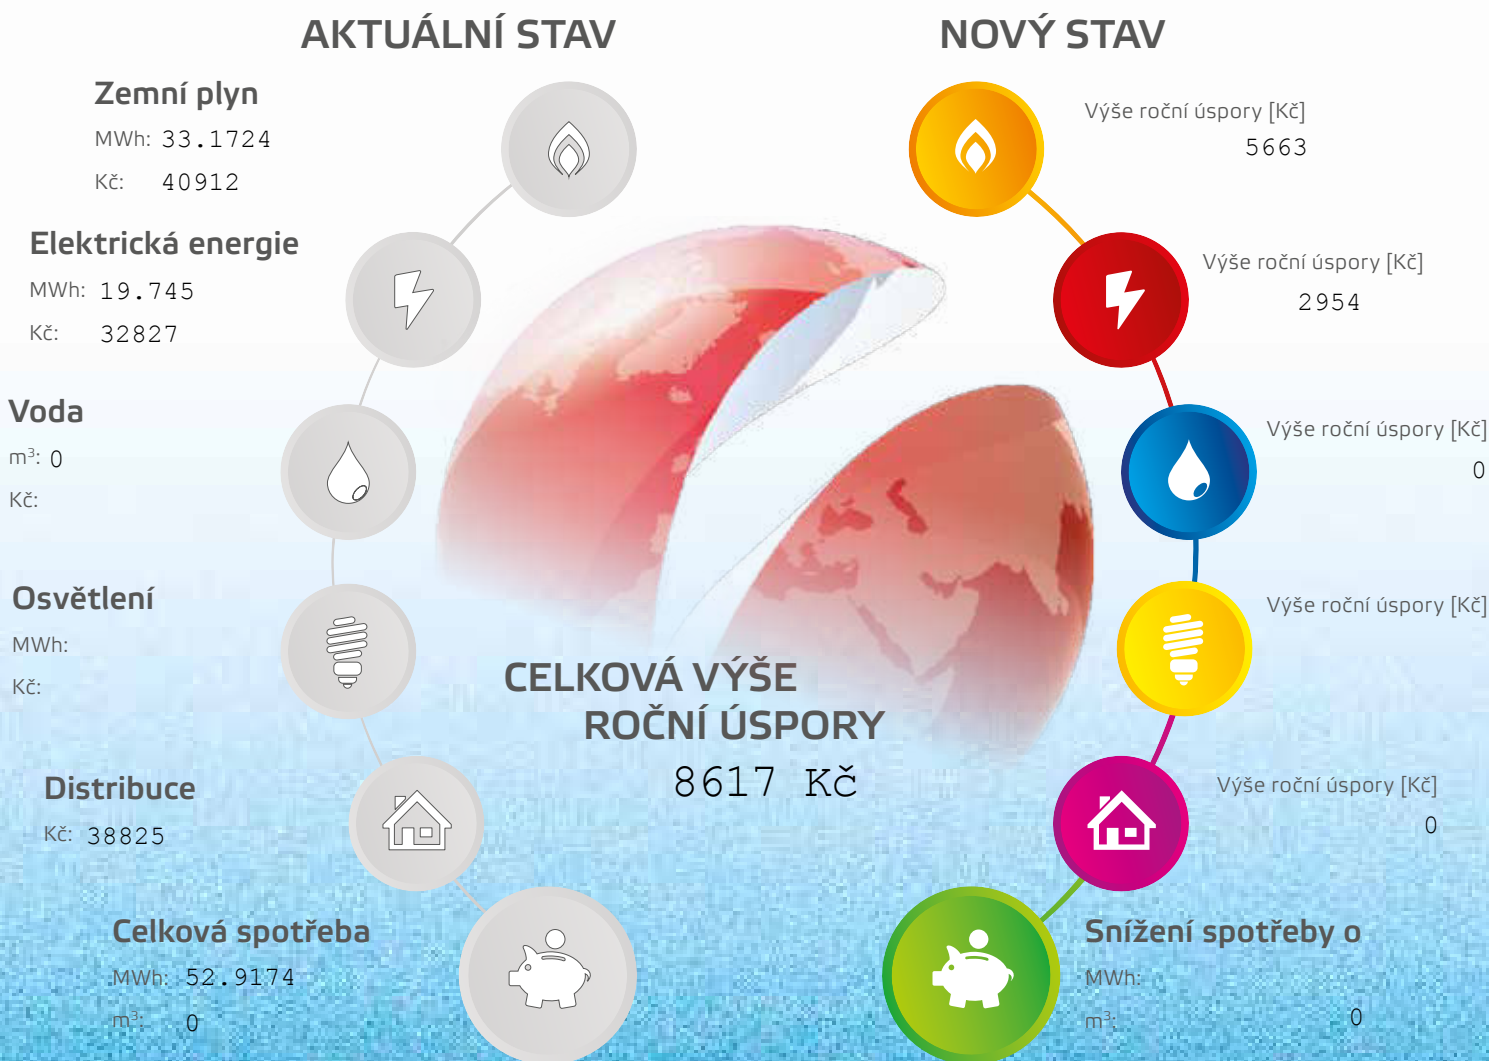 AKTUÁLNÍ STAV
Zemní plyn
MWh: 33.1724
Kč: 40912
Elektrická energie
MWh: 19.745
Kč: 32827
Voda
m³: 0
Kč:
Osvětlení
MWh:
Kč:
Distribuce
Kč: 38825
Celková spotřeba
MWh: 52.9174
m³: 0
CELKOVÁ VÝŠE
ROČNÍ ÚSPORY
8617 Kč
NOVÝ STAV
Výše roční úspory [Kč]
5663
Výše roční úspory [Kč]
2954
Výše roční úspory [Kč]
0
Výše roční úspory [Kč]
Výše roční úspory [Kč]
0
Snížení spotřeby o
MWh:
m³: 0